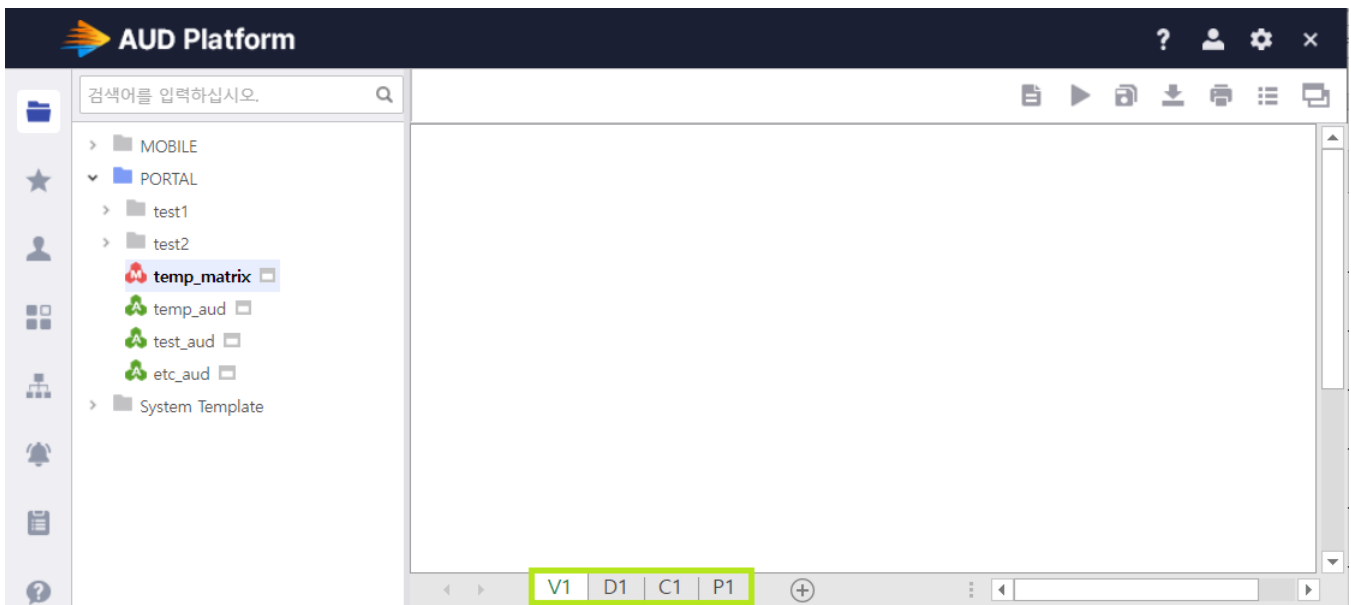 AUD Platform
검색어를 입력하십시오.
MOBILE
PORTAL
test1
test2
temp_matrix
temp_aud
test_aud
etc_aud
System Template
V1 D1 C1 P1